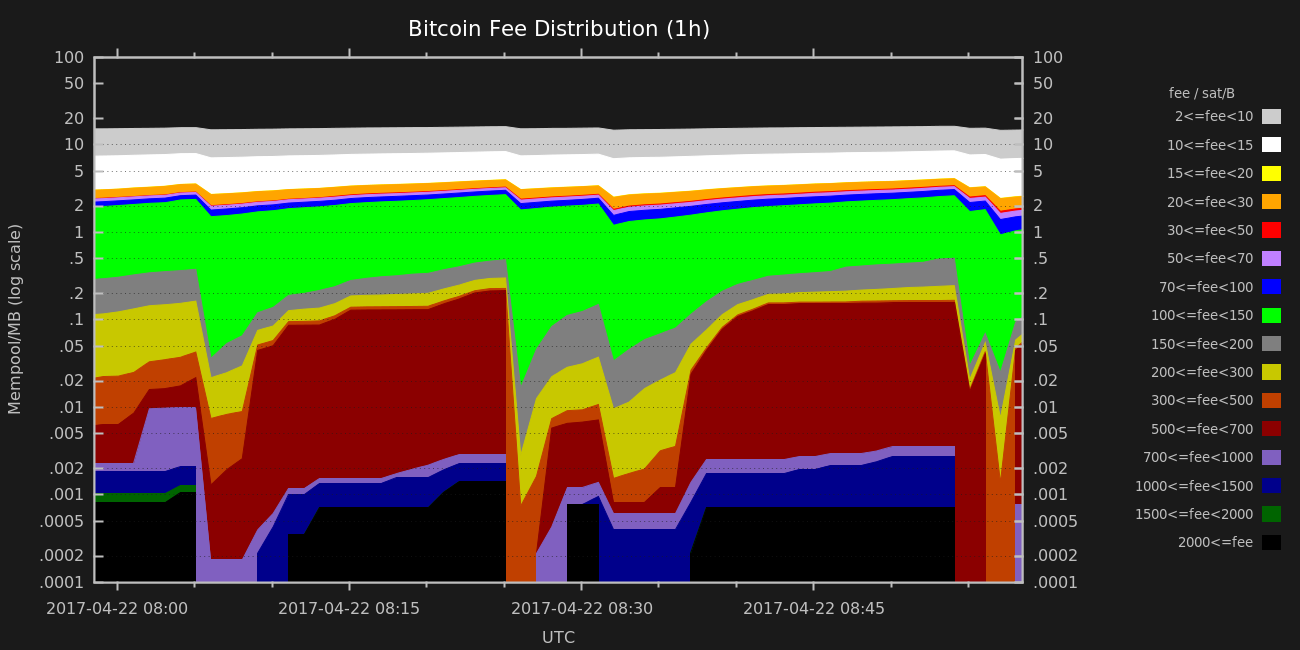 Bitcoin Fee Distribution (1h)
100 100
50 50
20 20
10 10
5 5
2 2
1 1
.5 .5
.2 .2
.1 .1
.05 .05
.02 .02
.01 .01
.005 .005
.002 .002
.001 .001
.0005 .0005
.0002 .0002
.0001 .0001
Mempool/MB (log scale)
2017-04-22 08:00 2017-04-22 08:15 2017-04-22 08:30 2017-04-22 08:45
UTC
fee / sat/B
2<=fee<10
10<=fee<15
15<=fee<20
20<=fee<30
30<=fee<50
50<=fee<70
70<=fee<100
100<=fee<150
150<=fee<200
200<=fee<300
300<=fee<500
500<=fee<700
700<=fee<1000
1000<=fee<1500
1500<=fee<2000
2000<=fee